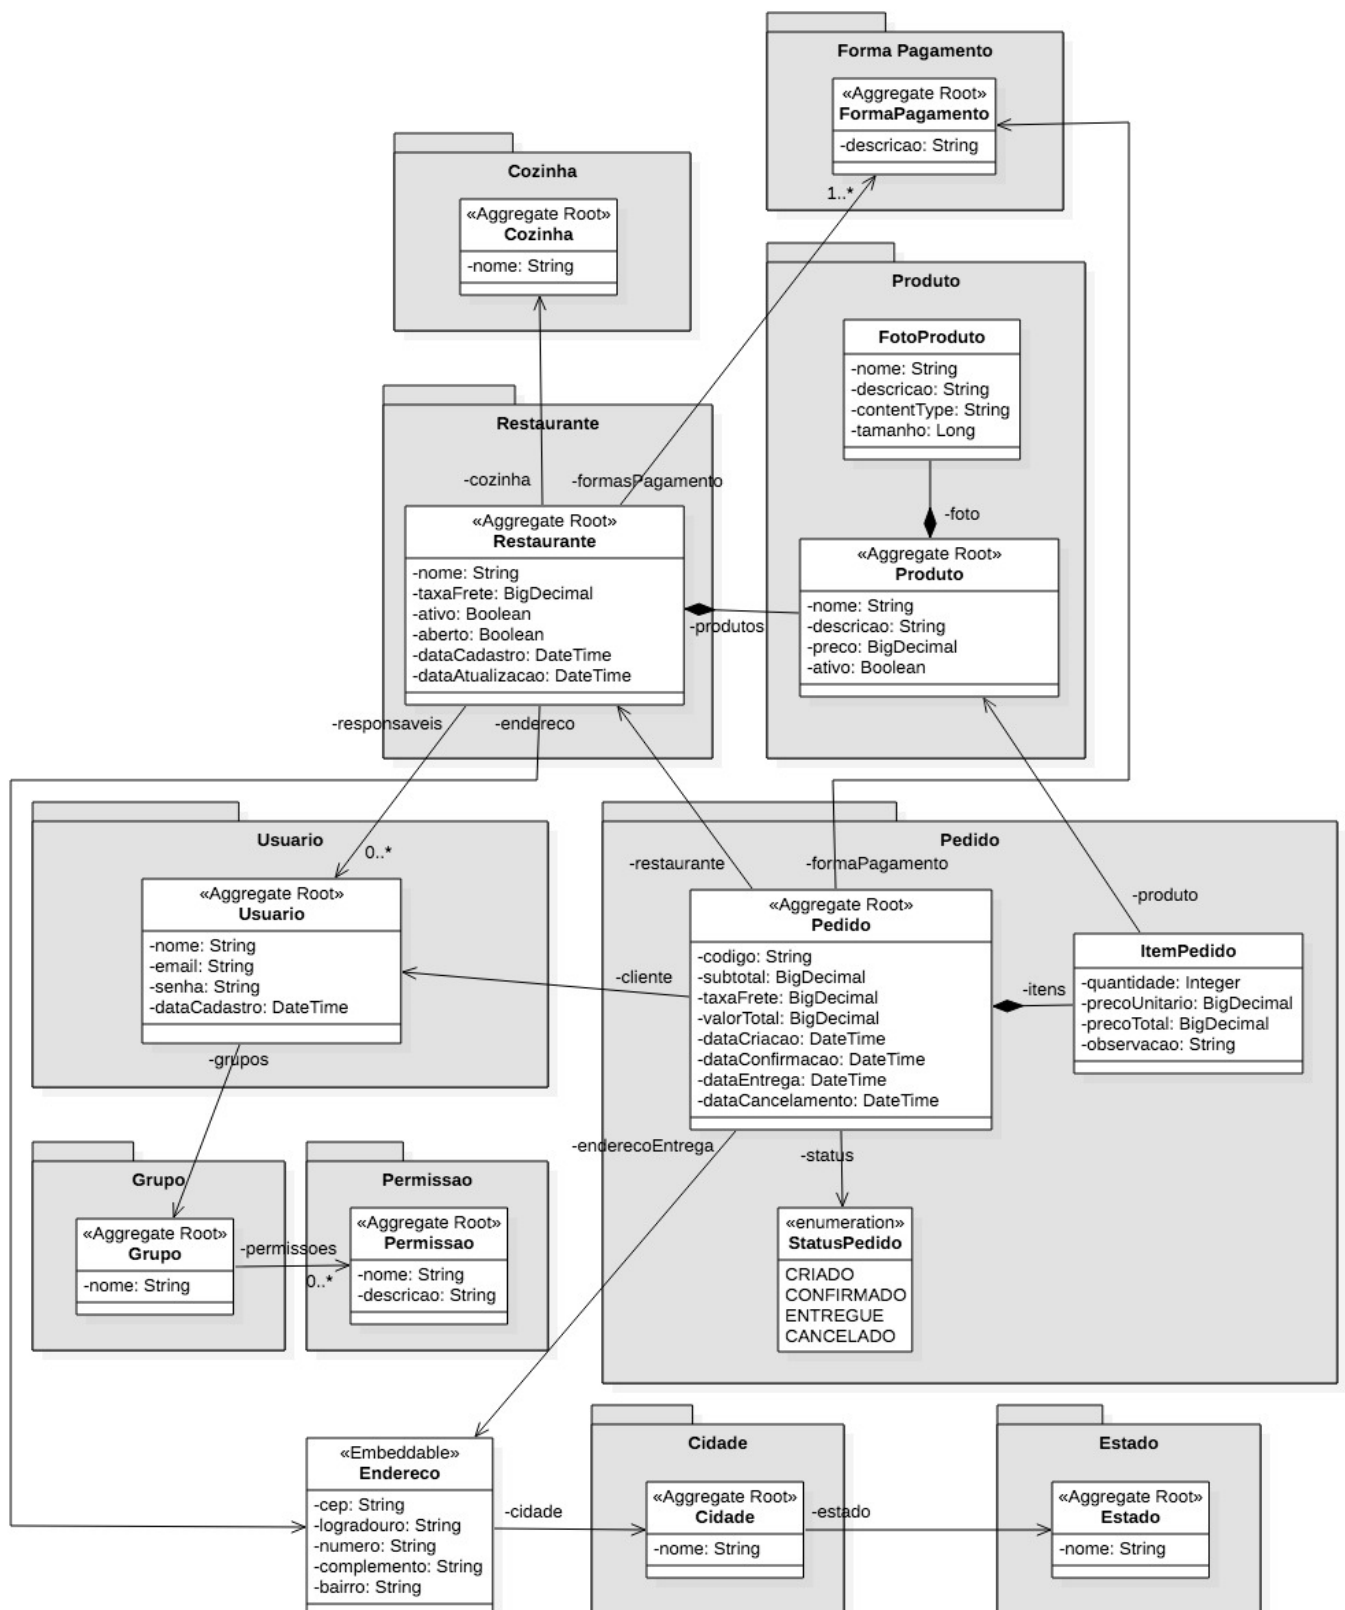 Forma Pagamento
«Aggregate Root»
FormaPagamento
-descricao: String
1..*
Cozinha
«Aggregate Root»
Cozinha
-nome: String
Produto
FotoProduto
-nome: String
-descricao: String
-contentType: String
-tamanho: Long
-foto
«Aggregate Root»
Produto
-nome: String
-descricao: String
-preco: BigDecimal
-ativo: Boolean
Restaurante
-cozinha
-formasPagamento
«Aggregate Root»
Restaurante
-nome: String
-taxaFrete: BigDecimal
-ativo: Boolean
-aberto: Boolean
-dataCadastro: DateTime
-dataAtualizacao: DateTime
-produtos
-responsaveis
-endereco
Usuario
0..*
«Aggregate Root»
Usuario
-nome: String
-email: String
-senha: String
-dataCadastro: DateTime
-grupos
Pedido
-restaurante
-formaPagamento
-produto
«Aggregate Root»
Pedido
-codigo: String
-subtotal: BigDecimal
-taxaFrete: BigDecimal
-valorTotal: BigDecimal
-dataCriacao: DateTime
-dataConfirmacao: DateTime
-dataEntrega: DateTime
-dataCancelamento: DateTime
-cliente
-itens
ItemPedido
-quantidade: Integer
-precoUnitario: BigDecimal
-precoTotal: BigDecimal
-observacao: String
-enderecoEntrega
-status
«enumeration»
StatusPedido
CRIADO
CONFIRMADO
ENTREGUE
CANCELADO
Grupo
«Aggregate Root»
Grupo
-nome: String
-permissoes
0..*
Permissao
«Aggregate Root»
Permissao
-nome: String
-descricao: String
«Embeddable»
Endereco
-cep: String
-logradouro: String
-numero: String
-complemento: String
-bairro: String
-cidade
Cidade
«Aggregate Root»
Cidade
-nome: String
-estado
Estado
«Aggregate Root»
Estado
-nome: String